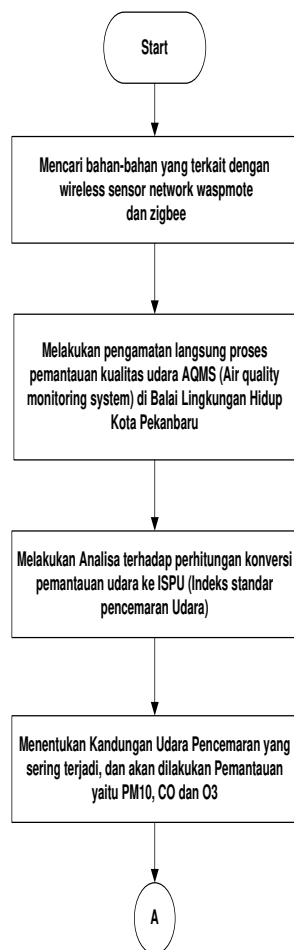 Start
Mencari bahan-bahan yang terkait dengan
wireless sensor network waspmote
dan zigbee
Melakukan pengamatan langsung proses
pemantauan kualitas udara AQMS (Air quality
monitoring system) di Balai Lingkungan Hidup
Kota Pekanbaru
Melakukan Analisa terhadap perhitungan konversi
pemantauan udara ke ISPU (Indeks standar
pencemaran Udara)
Menentukan Kandungan Udara Pencemaran yang
sering terjadi, dan akan dilakukan Pemantauan
yaitu PM10, CO dan O3
A